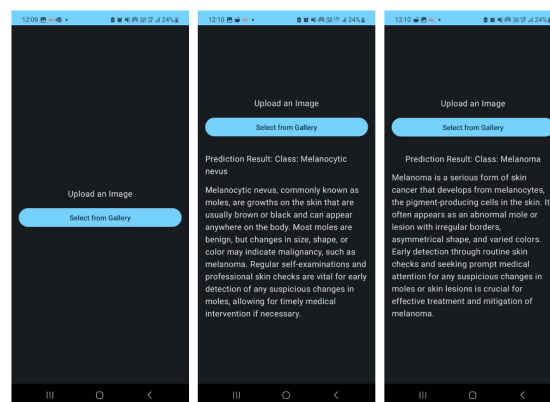 12:09
24%
Upload an Image
Select from Gallery
12:10
24%
Upload an Image
Select from Gallery
Prediction Result: Class: Melanocytic
nevus
Melanocytic nevus, commonly known as
moles, are growths on the skin that are
usually brown or black and can appear
anywhere on the body. Most moles are
benign, but changes in size, shape, or
color may indicate malignancy, such as
melanoma. Regular self-examinations and
professional skin checks are vital for early
detection of any suspicious changes in
moles, allowing for timely medical
intervention if necessary.
12:10
24%
Upload an Image
Select from Gallery
Prediction Result: Class: Melanoma
Melanoma is a serious form of skin
cancer that develops from melanocytes,
the pigment-producing cells in the skin. It
often appears as an abnormal mole or
lesion with irregular borders,
asymmetrical shape, and varied colors.
Early detection through routine skin
checks and seeking prompt medical
attention for any suspicious changes in
moles or skin lesions is crucial for
effective treatment and mitigation of
melanoma.